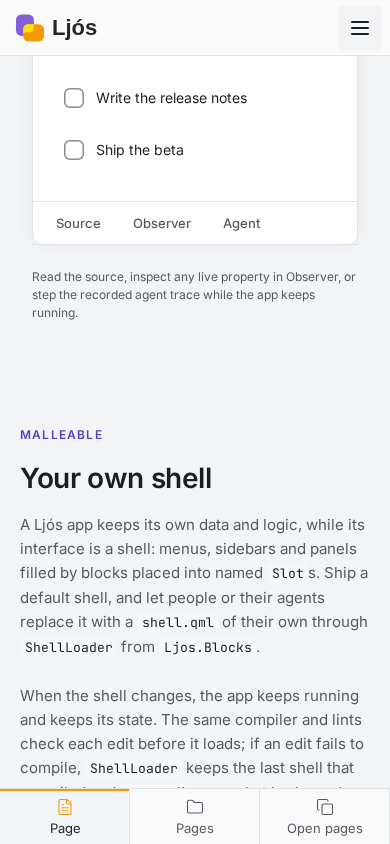 Ljós
Write the release notes
Ship the beta
Source Observer Agent
Read the source, inspect any live property in Observer, or
step the recorded agent trace while the app keeps
running.
MALLEABLE
Your own shell
A Ljós app keeps its own data and logic, while its
interface is a shell: menus, sidebars and panels
filled by blocks placed into named Slot s. Ship a
default shell, and let people or their agents
replace it with a shell.qml of their own through
ShellLoader from Ljos.Blocks .
When the shell changes, the app keeps running
and keeps its state. The same compiler and lints
check each edit before it loads; if an edit fails to
compile, ShellLoader keeps the last shell that
Page Pages Open pages